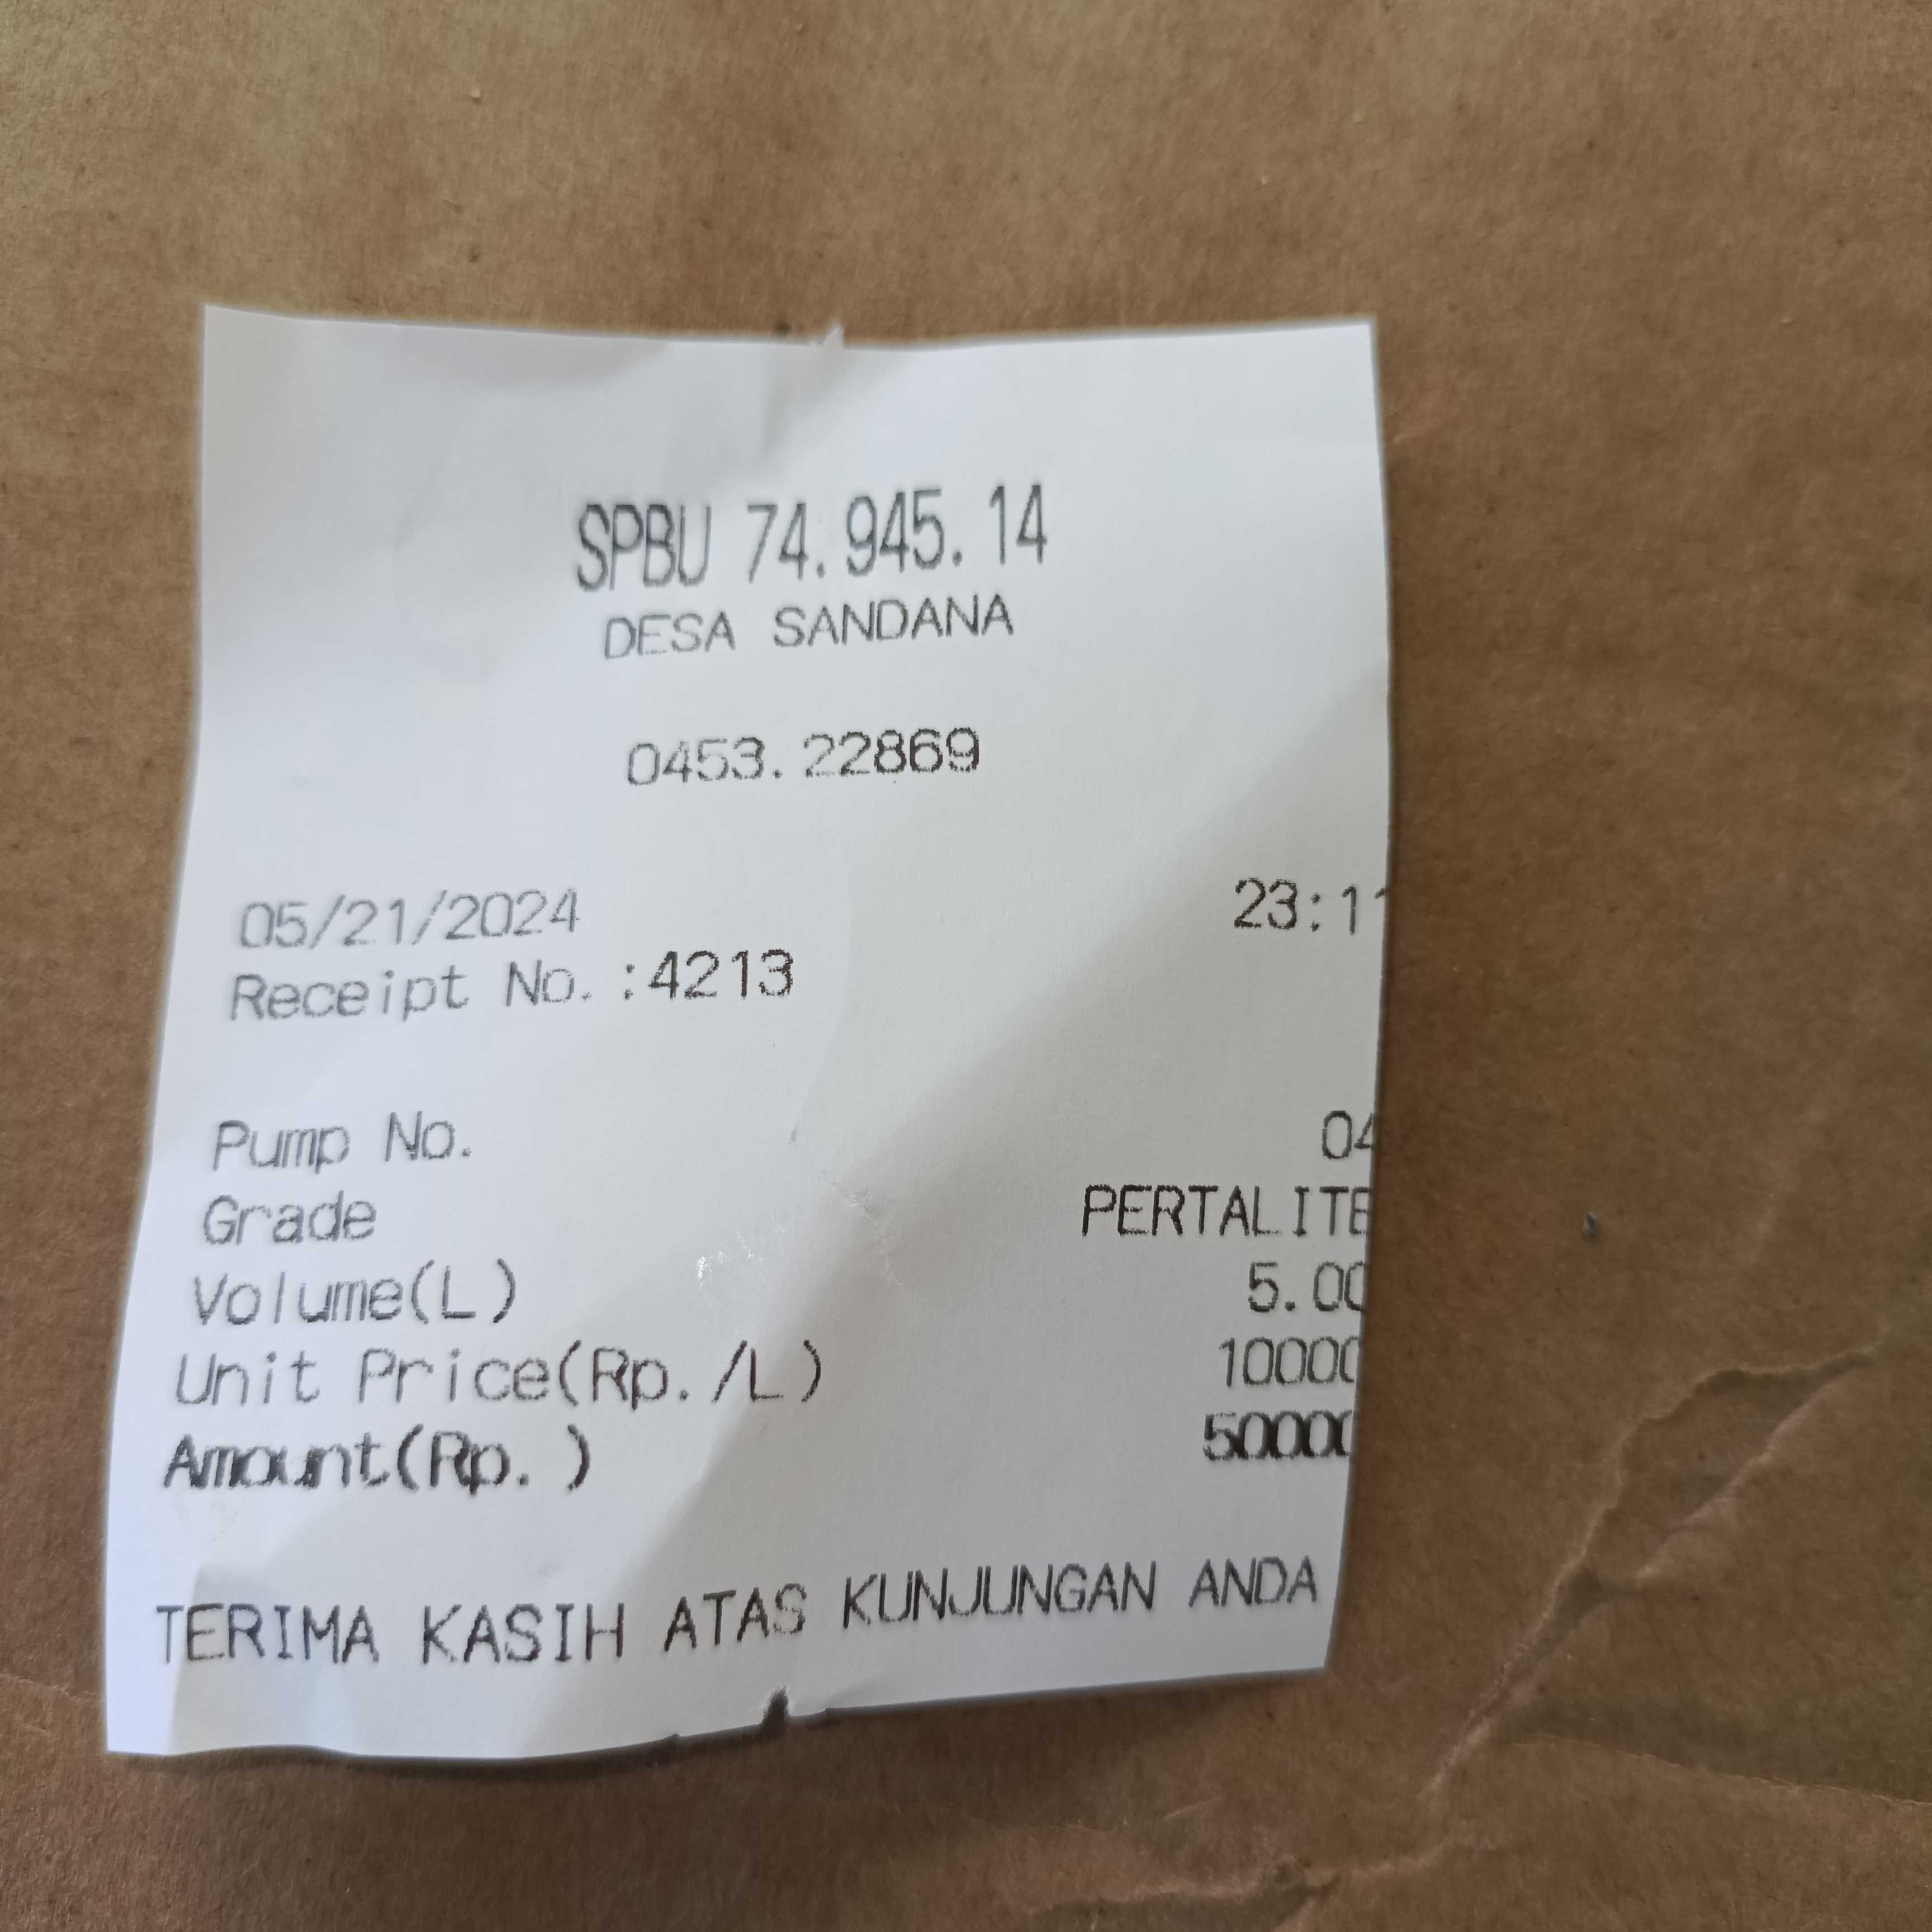 SPBU 74.945.14
DESA SANDANA
0453.22869
05/21/2024 23:11
Receipt No.:4213
Pump No. 04
Grade PERTALITE
Volume(L) 5.00
Unit Price(Rp./L) 10000
Amount(Rp.) 50000
TERIMA KASIH ATAS KUNJUNGAN ANDA